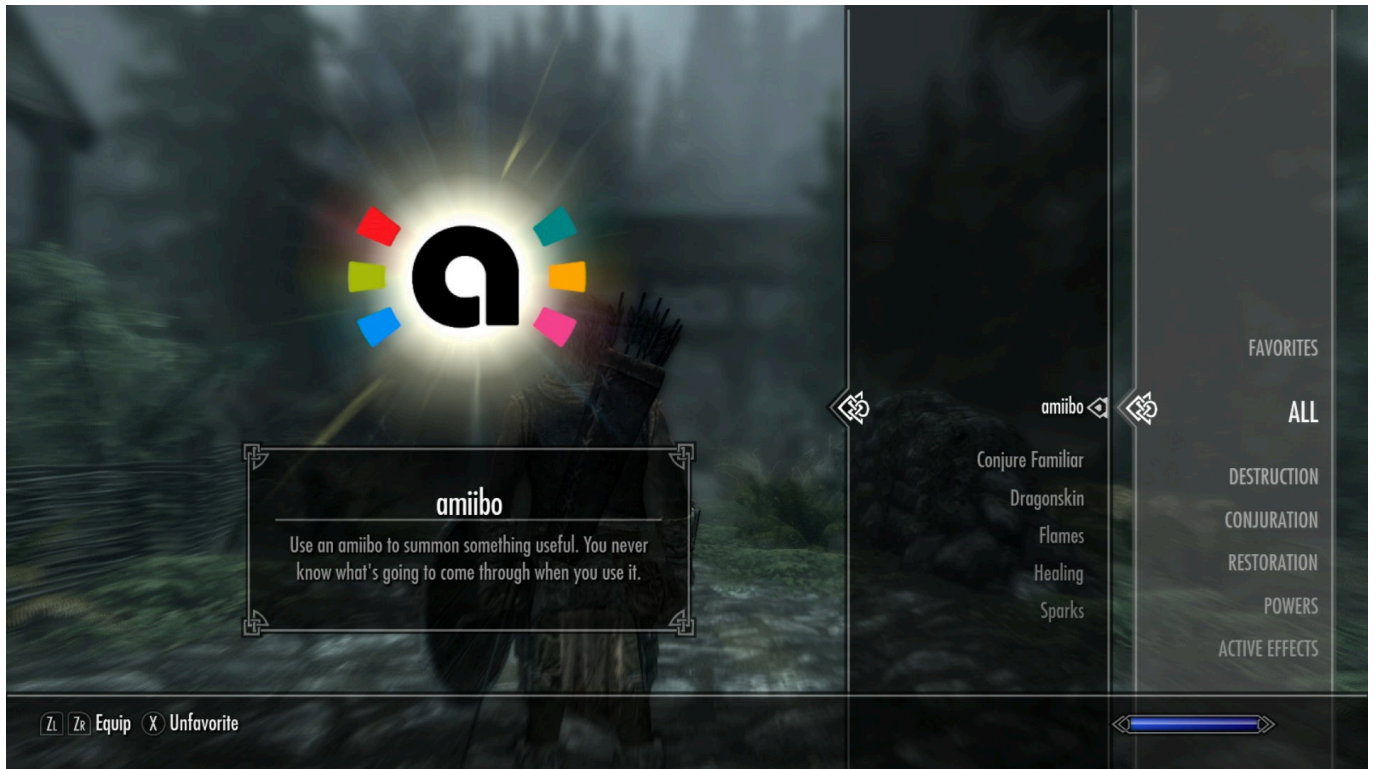 amiibo
Use an amiibo to summon something useful. You never
know what's going to come through when you use it.
amiibo
Conjure Familiar
Dragonskin
Flames
Healing
Sparks
FAVORITES
ALL
DESTRUCTION
CONJURATION
RESTORATION
POWERS
ACTIVE EFFECTS
ZL ZR Equip X Unfavorite